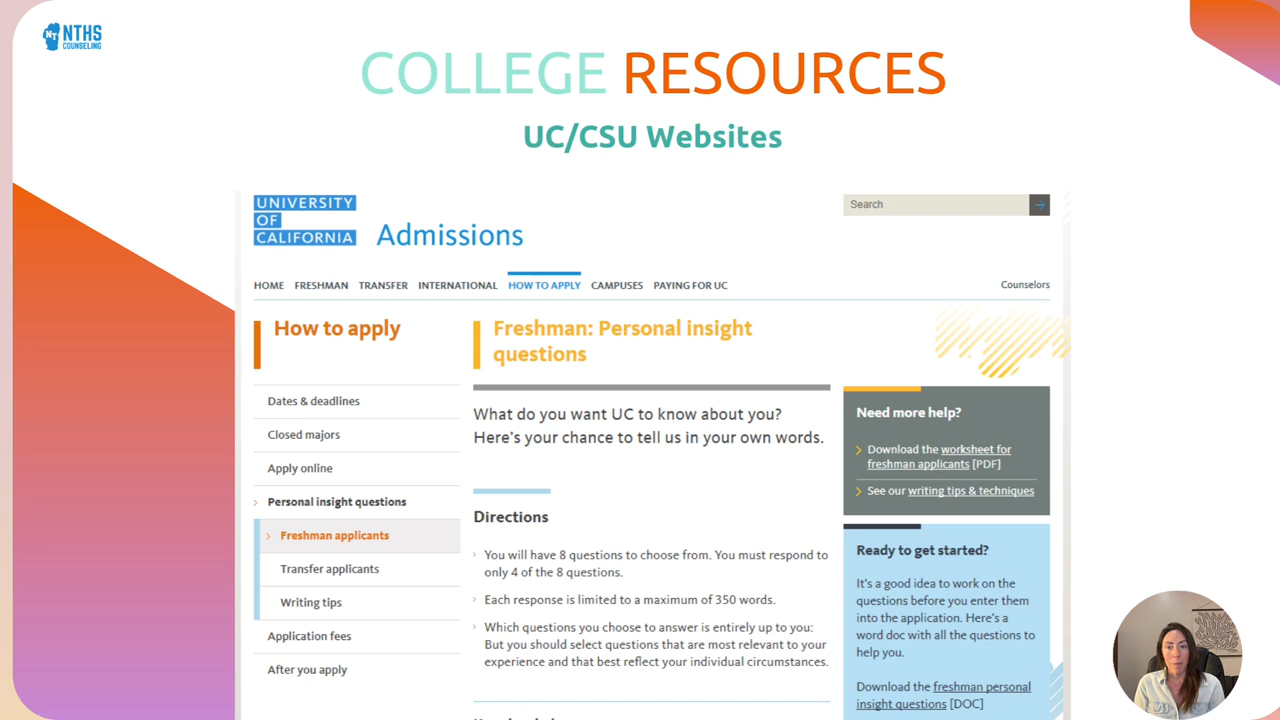 NT
NTHS
COUNSELING
COLLEGE RESOURCES
UC/CSU Websites
UNIVERSITY
OF
CALIFORNIA
Admissions
Search
HOME FRESHMAN TRANSFER INTERNATIONAL HOW TO APPLY CAMPUSES PAYING FOR UC
Counselors
How to apply
Dates & deadlines
Closed majors
Apply online
Personal insight questions
Freshman applicants
Transfer applicants
Writing tips
Application fees
After you apply
Freshman: Personal insight
questions
What do you want UC to know about you?
Here's your chance to tell us in your own words.
Directions
You will have 8 questions to choose from. You must respond to
only 4 of the 8 questions.
Each response is limited to a maximum of 350 words.
Which questions you choose to answer is entirely up to you:
But you should select questions that are most relevant to your
experience and that best reflect your individual circumstances.
Need more help?
Download the worksheet for
freshman applicants [PDF]
See our writing tips & techniques
Ready to get started?
It's a good idea to work on the
questions before you enter them
into the application. Here's a
word doc with all the questions to
help you.
Download the freshman personal
insight questions [DOC]